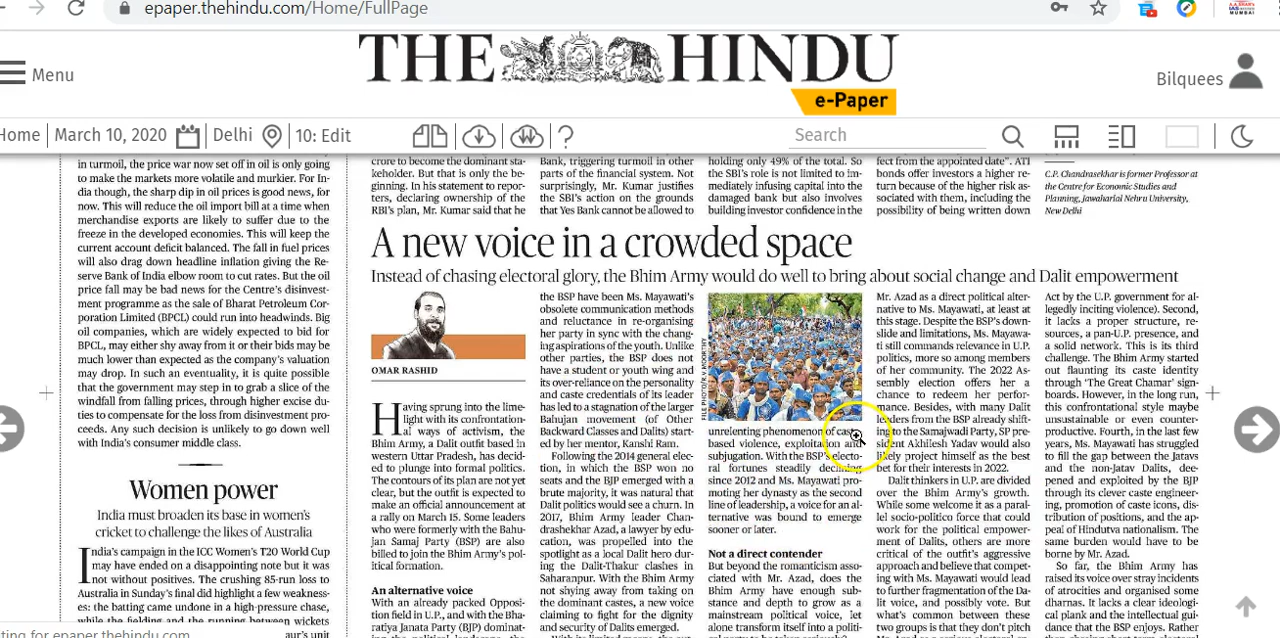 epaper.thehindu.com/Home/FullPage
THE HINDU
e-Paper
Menu
Bilquees
Home
March 10, 2020
Delhi
10: Edit
Search
in turmoil, the price war now set off in oil is only going
to make the markets more volatile and murkier. For In-
dia though, the sharp dip in oil prices is good news, for
now. This will reduce the oil import bill at a time when
merchandise exports are likely to suffer due to the
freeze in the developed economies. This will keep the
current account deficit balanced. The fall in fuel prices
will also drag down headline inflation giving the Re-
serve Bank of India elbow room to cut rates. But the oil
price fall may be bad news for the Centre's disinvest-
ment programme as the sale of Bharat Petroleum Cor-
poration Limited (BPCL) could run into headwinds. Big
oil companies, which are widely expected to bid for
BPCL, may either shy away from it or their bids may be
much lower than expected as the company's valuation
may drop. In such an eventuality, it is quite possible
that the government may step in to grab a slice of the
windfall from falling prices, through higher excise du-
ties to compensate for the loss from disinvestment pro-
ceeds. Any such decision is unlikely to go down well
with India's consumer middle class.
Women power
India must broaden its base in women's
cricket to challenge the likes of Australia
India's campaign in the ICC Women's T20 World Cup
may have ended on a disappointing note but it was
not without positives. The crushing 85-run loss to
Australia in Sunday's final did highlight a few weakness-
es: the batting came undone in a high-pressure chase,
while the fielding and the running between wickets
aur's unit
ting for epaper.thehindu.com
crore to become the dominant sta-
keholder. But that is only the be-
ginning. In his statement to repor-
ters, declaring ownership of the
RBI's plan, Mr. Kumar said that he
Bank, triggering turmoil in other
parts of the financial system. Not
surprisingly, Mr. Kumar justifies
the SBI's action on the grounds
that Yes Bank cannot be allowed to
holding only 49% of the total. So
the SBI's role is not limited to im-
mediately infusing capital into the
damaged bank but also involves
building investor confidence in the
fect from the appointed date". ATI
bonds offer investors a higher re-
turn because of the higher risk as-
sociated with them, including the
possibility of being written down
C.P. Chandrasekhar is former Professor at
the Centre for Economic Studies and
Planning, Jawaharlal Nehru University,
New Delhi
A new voice in a crowded space
Instead of chasing electoral glory, the Bhim Army would do well to bring about social change and Dalit empowerment
OMAR RASHID
Having sprung into the lime-
light with its confrontation-
al ways of activism, the
Bhim Army, a Dalit outfit based in
western Uttar Pradesh, has decid-
ed to plunge into formal politics.
The contours of its plan are not yet
clear, but the outfit is expected to
make an official announcement at
a rally on March 15. Some leaders
who were formerly with the Bahu-
jan Samaj Party (BSP) are also
billed to join the Bhim Army's pol-
itical formation.
An alternative voice
With an already packed Opposi-
tion field in U.P., and with the Bha-
ratiya Janata Party (BJP) dominat-
the BSP have been Ms. Mayawati's
obsolete communication methods
and reluctance in re-organising
her party in sync with the chang-
ing aspirations of the youth. Unlike
other parties, the BSP does not
have a student or youth wing and
its over-reliance on the personality
and caste credentials of its leader
has led to a stagnation of the larger
Bahujan movement (of Other
Backward Classes and Dalits) start-
ed by her mentor, Kanshi Ram.
Following the 2014 general elec-
tion, in which the BSP won no
seats and the BJP emerged with a
brute majority, it was natural that
Dalit politics would see a churn. In
2017, Bhim Army leader Chan-
drashekhar Azad, a lawyer by edu-
cation, was propelled into the
spotlight as a local Dalit hero dur-
ing the Dalit-Thakur clashes in
Saharanpur. With the Bhim Army
not shying away from taking on
the dominant castes, a new voice
claiming to fight for the dignity
and security of Dalits emerged.
FILE PHOTO/R.V. MOORTHY
unrelenting phenomenon of caste-
based violence, exploitation and
subjugation. With the BSP's electo-
ral fortunes steadily declining
since 2012 and Ms. Mayawati pro-
moting her dynasty as the second
line of leadership, a voice for an al-
ternative was bound to emerge
sooner or later.
Not a direct contender
But beyond the romanticism asso-
ciated with Mr. Azad, does the
Bhim Army have enough sub-
stance and depth to grow as a
mainstream political voice, let
alone transform itself into a politi-
Mr. Azad as a direct political alter-
native to Ms. Mayawati, at least at
this stage. Despite the BSP's down-
slide and limitations, Ms. Mayawa-
ti still commands relevance in U.P.
politics, more so among members
of her community. The 2022 As-
sembly election offers her a
chance to redeem her perfor-
mance. Besides, with many Dalit
leaders from the BSP already shift-
ing to the Samajwadi Party, SP pre-
sident Akhilesh Yadav would also
likely project himself as the best
bet for their interests in 2022.
Dalit thinkers in U.P. are divided
over the Bhim Army's growth.
While some welcome it as a paral-
lel socio-politico force that could
work for the political empower-
ment of Dalits, others are more
critical of the outfit's aggressive
approach and believe that compet-
ing with Ms. Mayawati would lead
to further fragmentation of the Da-
lit voice, and possibly vote. But
what's common between these
two groups is that they don't pitch
Act by the U.P. government for al-
legedly inciting violence). Second,
it lacks a proper structure, re-
sources, a pan-U.P. presence, and
a solid network. This is its third
challenge. The Bhim Army started
out flaunting its caste identity
through 'The Great Chamar' sign-
boards. However, in the long run,
this confrontational style maybe
unsustainable or even counter-
productive. Fourth, in the last few
years, Ms. Mayawati has struggled
to fill the gap between the Jatavs
and the non-Jatav Dalits, dee-
pened and exploited by the BJP
through its clever caste engineer-
ing, promotion of caste icons, dis-
tribution of positions, and the ap-
peal of Hindutva nationalism. The
same burden would have to be
borne by Mr. Azad.
So far, the Bhim Army has
raised its voice over stray incidents
of atrocities and organised some
dharnas. It lacks a clear ideologi-
cal plank and the intellectual gui-
dance that the BSP enjoys. Rather